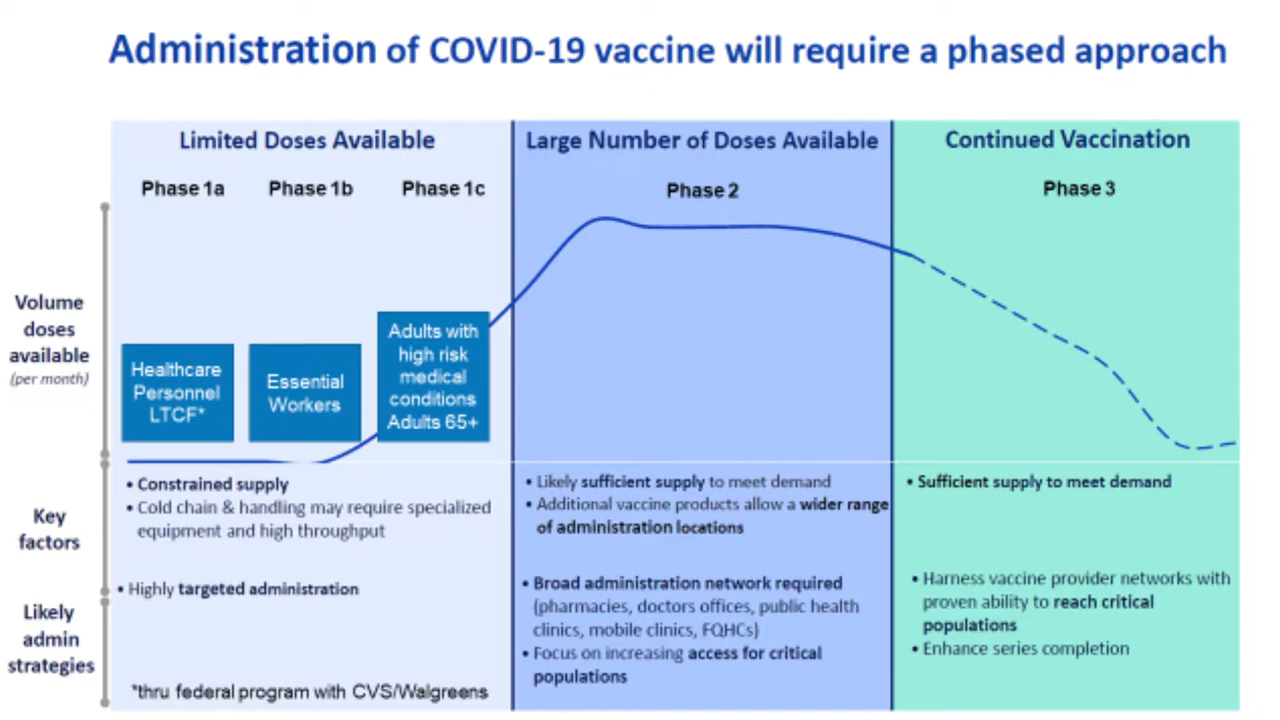 Administration of COVID-19 vaccine will require a phased approach
Limited Doses Available
Large Number of Doses Available
Continued Vaccination
Phase 1a
Phase 1b
Phase 1c
Phase 2
Phase 3
Volume
doses
available
(per month)
Healthcare
Personnel
LTCF*
Essential
Workers
Adults with
high risk
medical
conditions
Adults 65+
Key
factors
• Constrained supply
• Cold chain & handling may require specialized
equipment and high throughput
• Likely sufficient supply to meet demand
• Additional vaccine products allow a wider range
of administration locations
• Sufficient supply to meet demand
Likely
admin
strategies
• Highly targeted administration
*thru federal program with CVS/Walgreens
• Broad administration network required
(pharmacies, doctors offices, public health
clinics, mobile clinics, FQHCs)
• Focus on increasing access for critical
populations
• Harness vaccine provider networks with
proven ability to reach critical
populations
• Enhance series completion